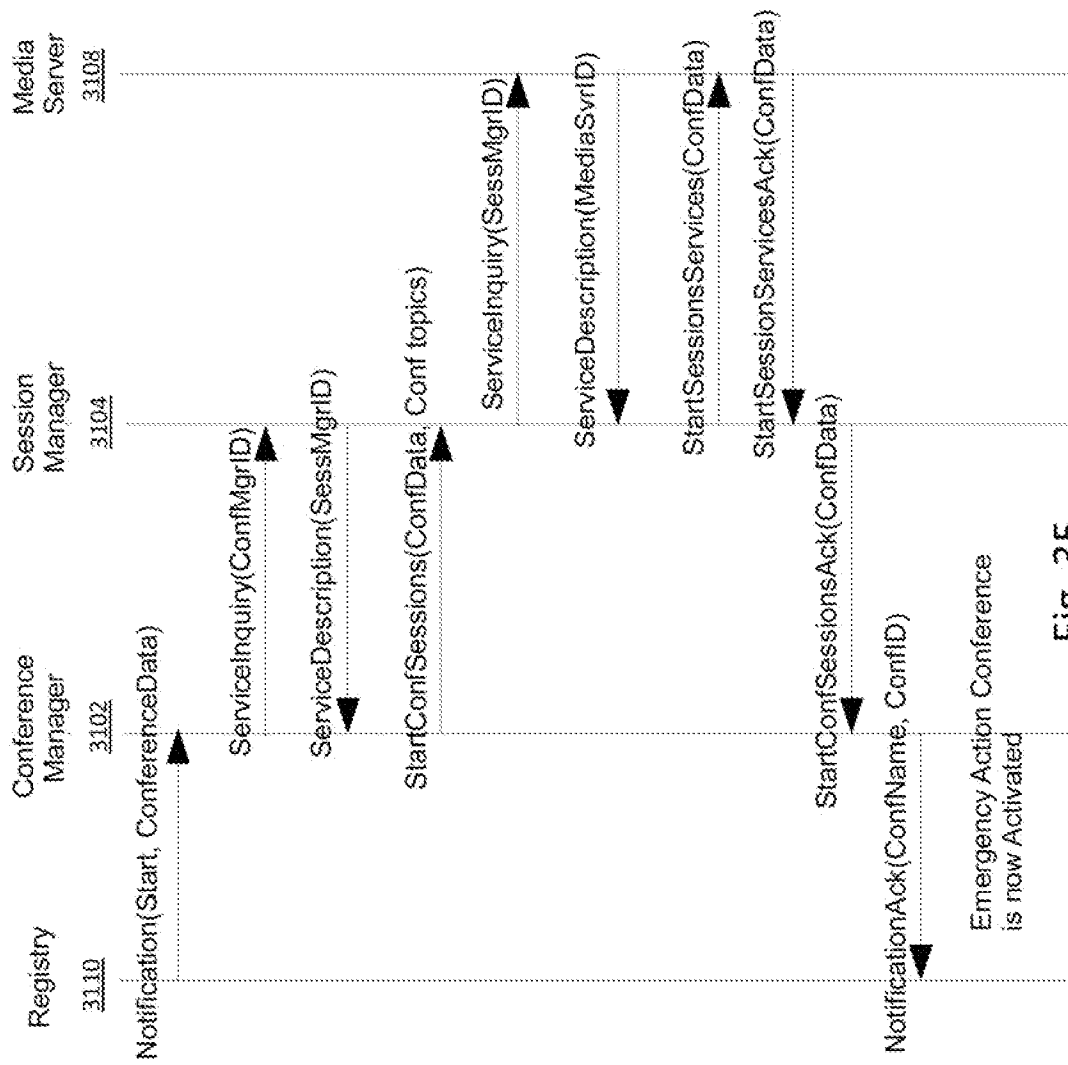 Registry
3110
Conference
Manager
3102
Session
Manager
3104
Media
Server
3108
Notification(Start, ConferenceData)
ServiceInquiry(ConfMgrID)
ServiceDescription(SessMgrID)
StartConfSessions(ConfData, Conf topics)
ServiceInquiry(SessMgrID)
ServiceDescription(MediaSvrID)
StartSessionsServices(ConfData)
StartSessionServicesAck(ConfData)
StartConfSessionsAck(ConfData)
NotificationAck(ConfName, ConfID)
Emergency Action Conference
is now Activated
Fig.